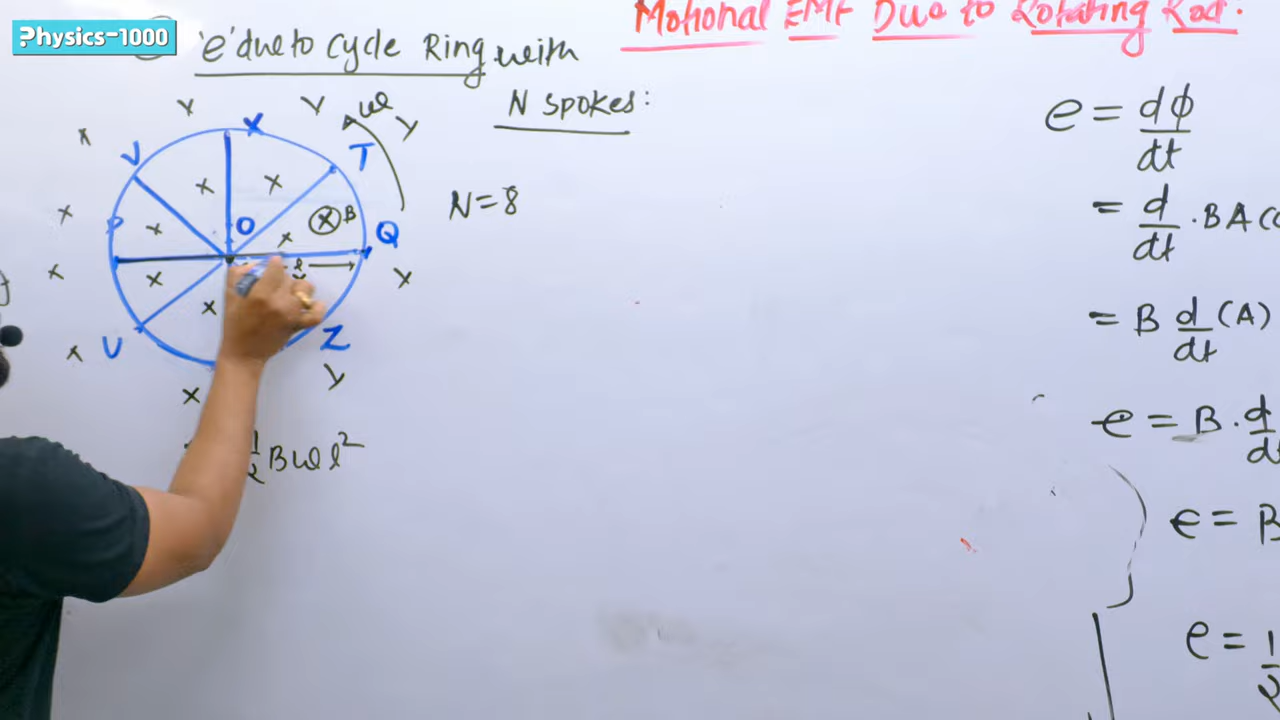 Physics-1000
Motional EMF Due to Rotating Rod.
'e' due to Cycle Ring with
N spokes:
N=8
X
V
T
P
O
B
Q
l
U
Z
ω
½Bωl²
e = dϕ/dt
= d/dt . BA(C
= B d/dt (A)
e = B . d/d
e = B
e = 1/2